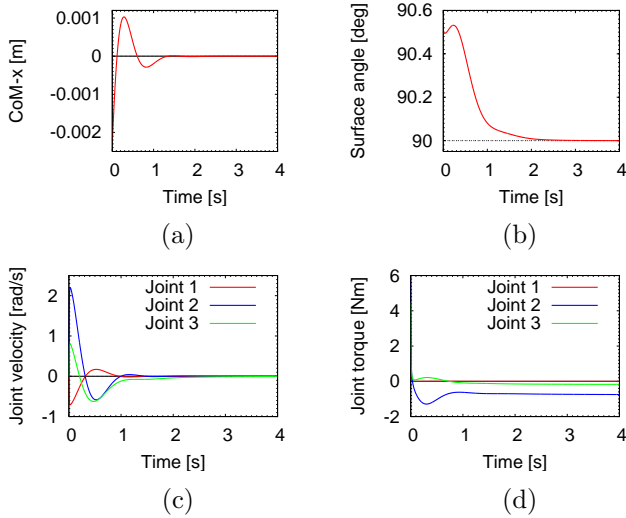 CoM-x [m]
0.001
0
-0.001
-0.002
0 1 2 3 4
Time [s]
(a)
Surface angle [deg]
90.6
90.4
90.2
90
0 1 2 3 4
Time [s]
(b)
Joint velocity [rad/s]
2
1
0
-1
Joint 1
Joint 2
Joint 3
0 1 2 3 4
Time [s]
(c)
Joint torque [Nm]
6
4
2
0
-2
Joint 1
Joint 2
Joint 3
0 1 2 3 4
Time [s]
(d)